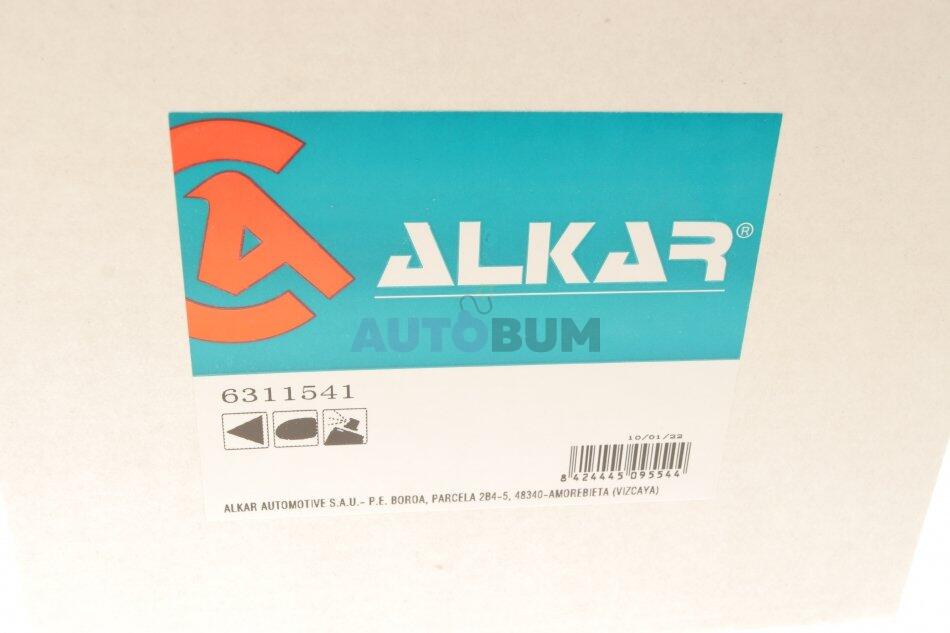 ALKAR®
AUTOBUM
6311541
10/01/22
8 424445 095544
ALKAR AUTOMOTIVE S.A.U.- P.E. BOROA, PARCELA 2B4-5, 48340-AMOREBIETA (VIZCAYA)